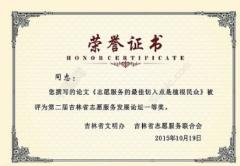 荣誉证书
HONORCERTIFICATE
同志：
您撰写的论文《志愿服务的最佳切入点是植根民众》被
评为第二届吉林省志愿服务发展论坛一等奖。
吉林省文明办 吉林省志愿服务联合会
2015年10月19日